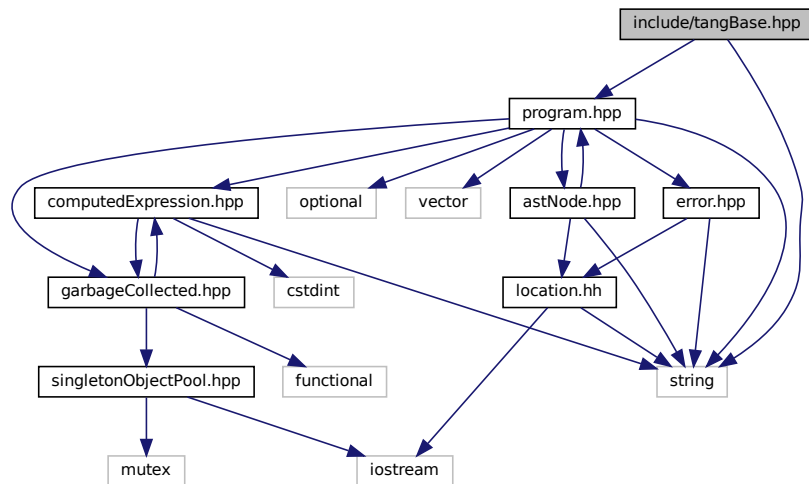 include/tangBase.hpp
program.hpp
computedExpression.hpp
optional
vector
astNode.hpp
error.hpp
garbageCollected.hpp
cstdint
location.hh
singletonObjectPool.hpp
functional
string
mutex
iostream